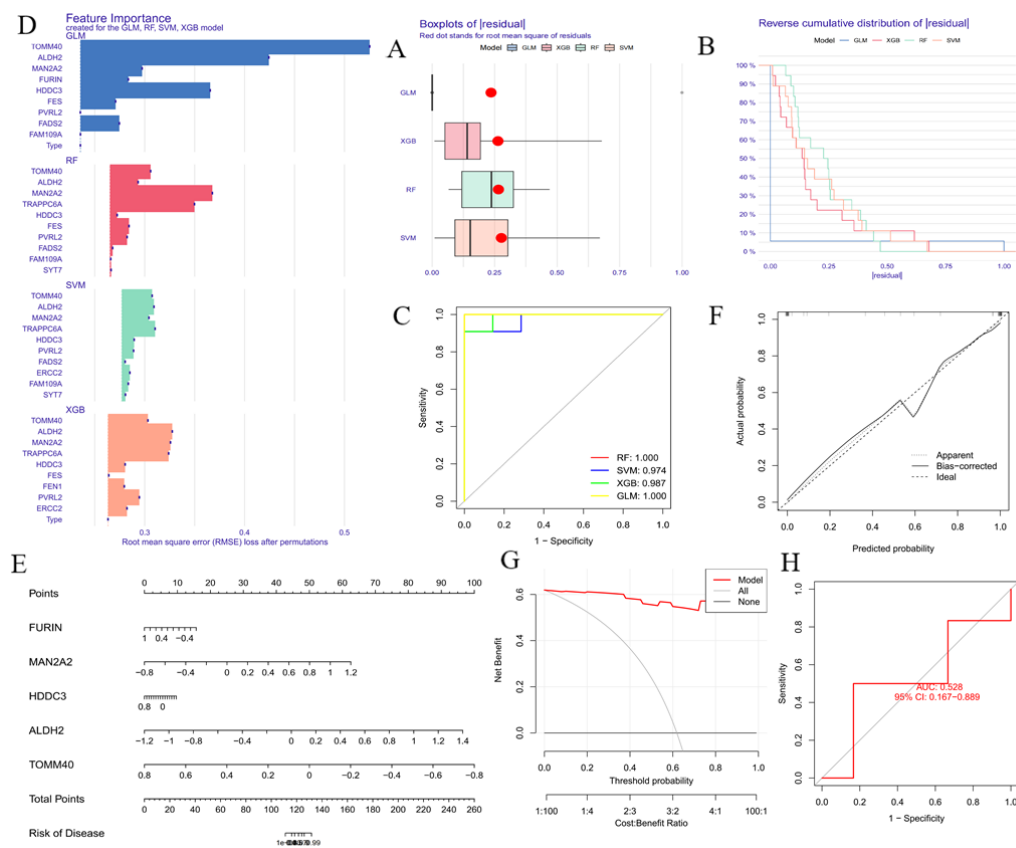 D
Feature Importance
created for the GLM, RF, SVM, XGB model
GLM
TOMM40
ALDH2
MAN2A2
FURIN
HDDC3
FES
PVRL2
FADS2
FAM109A
Type
RF
TOMM40
ALDH2
MAN2A2
TRAPPC6A
HDDC3
FES
PVRL2
FADS2
FAM109A
SYT7
SVM
TOMM40
ALDH2
MAN2A2
TRAPPC6A
HDDC3
PVRL2
FADS2
ERCC2
FAM109A
SYT7
XGB
TOMM40
ALDH2
MAN2A2
TRAPPC6A
HDDC3
FES
FEN1
PVRL2
ERCC2
Type
0.3 0.4 0.5
Root mean square error (RMSE) loss after permutations
A
Boxplots of |residual|
Red dot stands for root mean square of residuals
Model GLM XGB RF SVM
GLM
XGB
RF
SVM
0.00 0.25 0.50 0.75 1.00
B
Reverse cumulative distribution of |residual|
Model GLM XGB RF SVM
100 %
90 %
80 %
70 %
60 %
50 %
40 %
30 %
20 %
10 %
0 %
0.00 0.25 0.50 0.75 1.00
|residual|
C
Sensitivity
1.0
0.8
0.6
0.4
0.2
0.0
RF: 1.000
SVM: 0.974
XGB: 0.987
GLM: 1.000
0.0 0.2 0.4 0.6 0.8 1.0
1 − Specificity
F
Actual probability
1.0
0.8
0.6
0.4
0.2
0.0
Apparent
Bias-corrected
Ideal
0.0 0.2 0.4 0.6 0.8 1.0
Predicted probability
E
Points
0 10 20 30 40 50 60 70 80 90 100
FURIN
1 0.4 −0.4
MAN2A2
−0.8 −0.4 0 0.2 0.4 0.6 0.8 1 1.2
HDDC3
0.8 0
ALDH2
−1.2 −1 −0.8 −0.4 0 0.2 0.4 0.6 0.8 1 1.2 1.4
TOMM40
0.8 0.6 0.4 0.2 0 −0.2 −0.4 −0.6 −0.8
Total Points
0 20 40 60 80 100 120 140 160 180 200 220 240 260
Risk of Disease
0.99
G
Net Benefit
0.6
0.4
0.2
0.0
Model
All
None
0.0 0.2 0.4 0.6 0.8 1.0
Threshold probability
1:100 1:4 2:3 3:2 4:1 100:1
Cost:Benefit Ratio
H
Sensitivity
1.0
0.8
0.6
0.4
0.2
0.0
AUC: 0.528
95% CI: 0.167−0.889
0.0 0.2 0.4 0.6 0.8 1.0
1 − Specificity